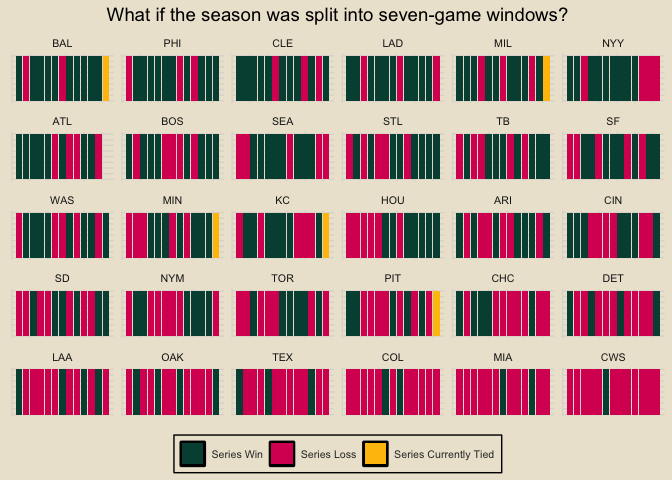 What if the season was split into seven-game windows?
BAL PHI CLE LAD MIL NYY
ATL BOS SEA STL TB SF
WAS MIN KC HOU ARI CIN
SD NYM TOR PIT CHC DET
LAA OAK TEX COL MIA CWS
Series Win Series Loss Series Currently Tied